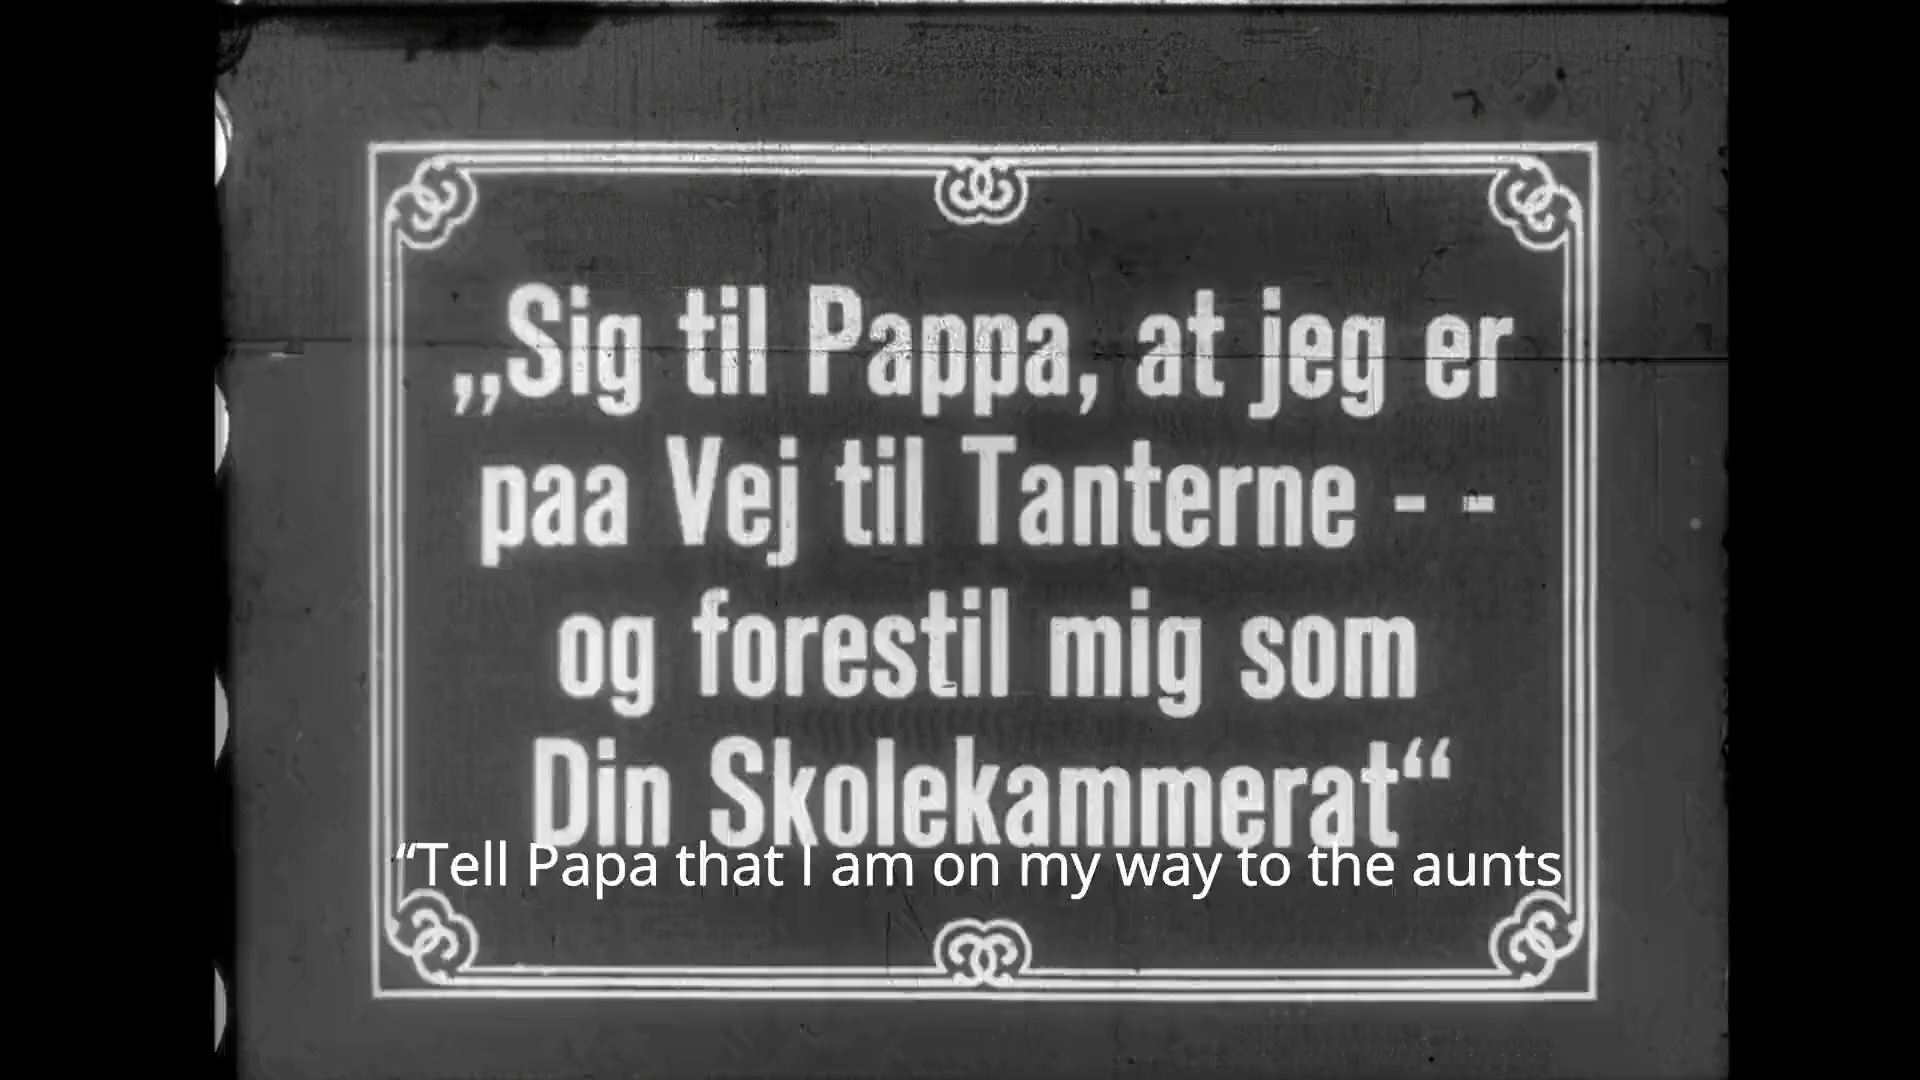 „Sig til Pappa, at jeg er
paa Vej til Tanterne - -
og forestil mig som
Din Skolekammerat“
“Tell Papa that I am on my way to the aunts